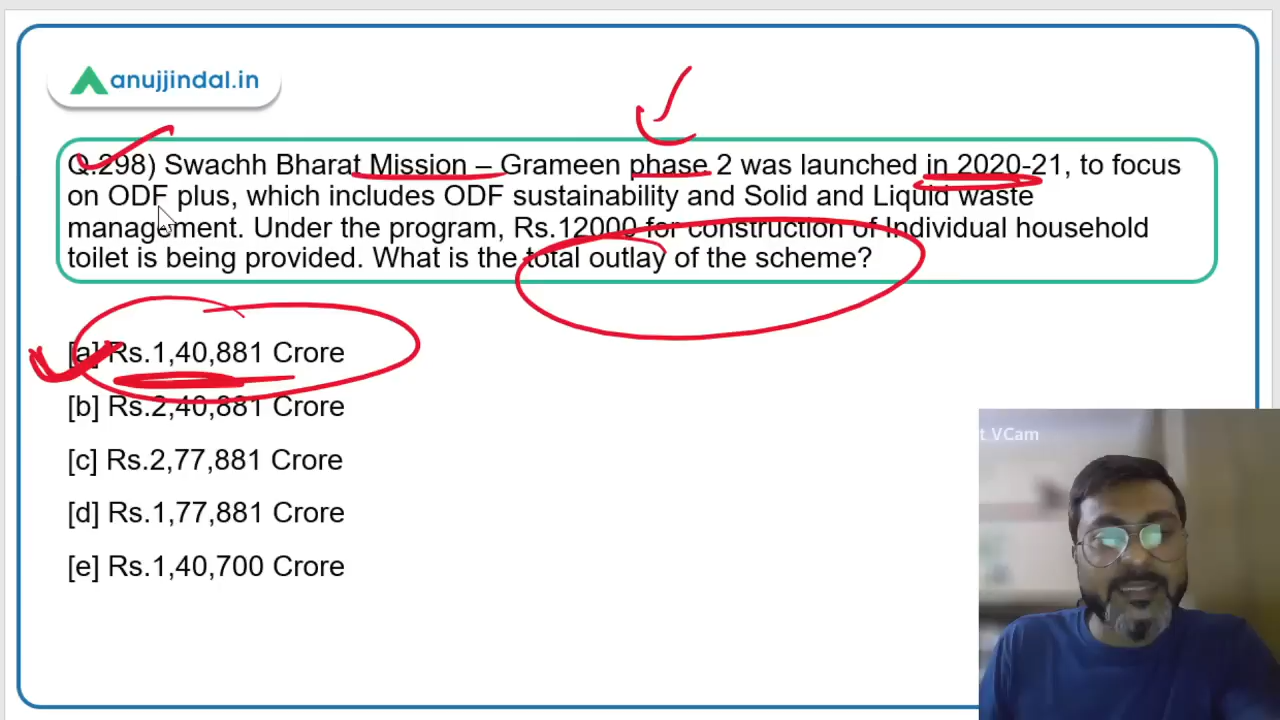 anujjindal.in
Q.298) Swachh Bharat Mission – Grameen phase 2 was launched in 2020-21, to focus
on ODF plus, which includes ODF sustainability and Solid and Liquid waste
management. Under the program, Rs.12000 for construction of Individual household
toilet is being provided. What is the total outlay of the scheme?
[a] Rs.1,40,881 Crore
[b] Rs.2,40,881 Crore
[c] Rs.2,77,881 Crore
[d] Rs.1,77,881 Crore
[e] Rs.1,40,700 Crore
t VCam